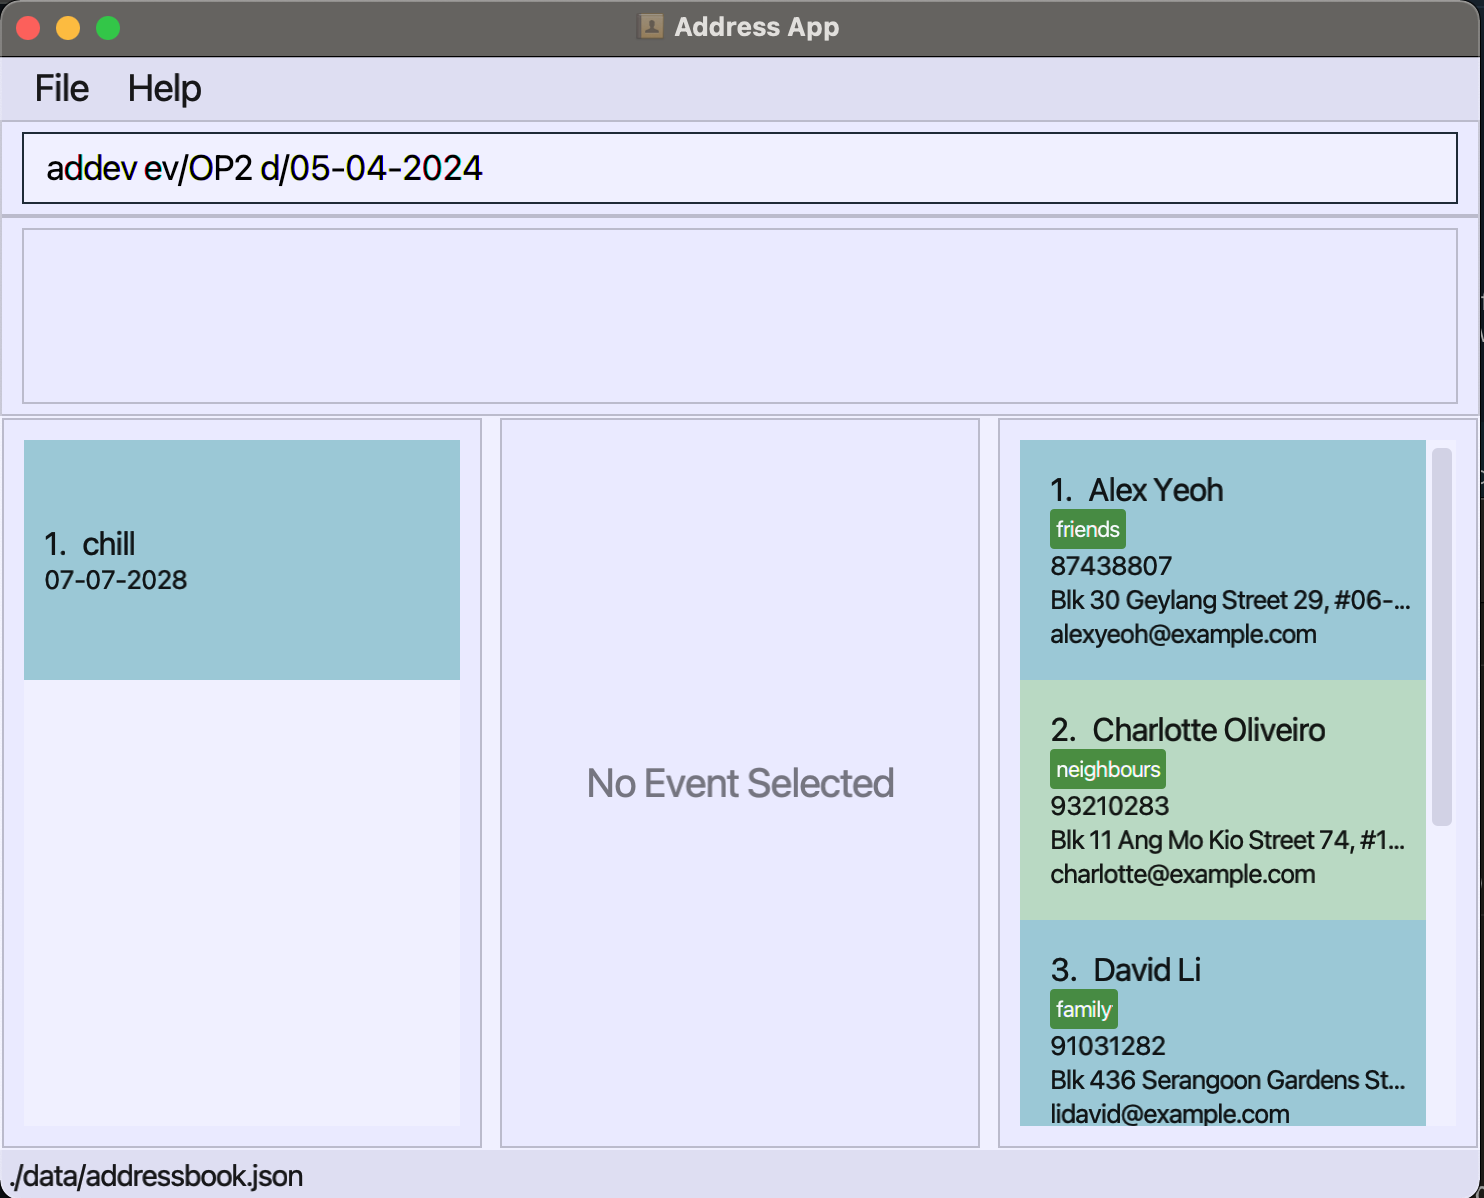 Address App
File Help
addev ev/OP2 d/05-04-2024
1. chill
07-07-2028
No Event Selected
1. Alex Yeoh
friends
87438807
Blk 30 Geylang Street 29, #06-...
alexyeoh@example.com
2. Charlotte Oliveiro
neighbours
93210283
Blk 11 Ang Mo Kio Street 74, #1...
charlotte@example.com
3. David Li
family
91031282
Blk 436 Serangoon Gardens St...
lidavid@example.com
./data/addressbook.json